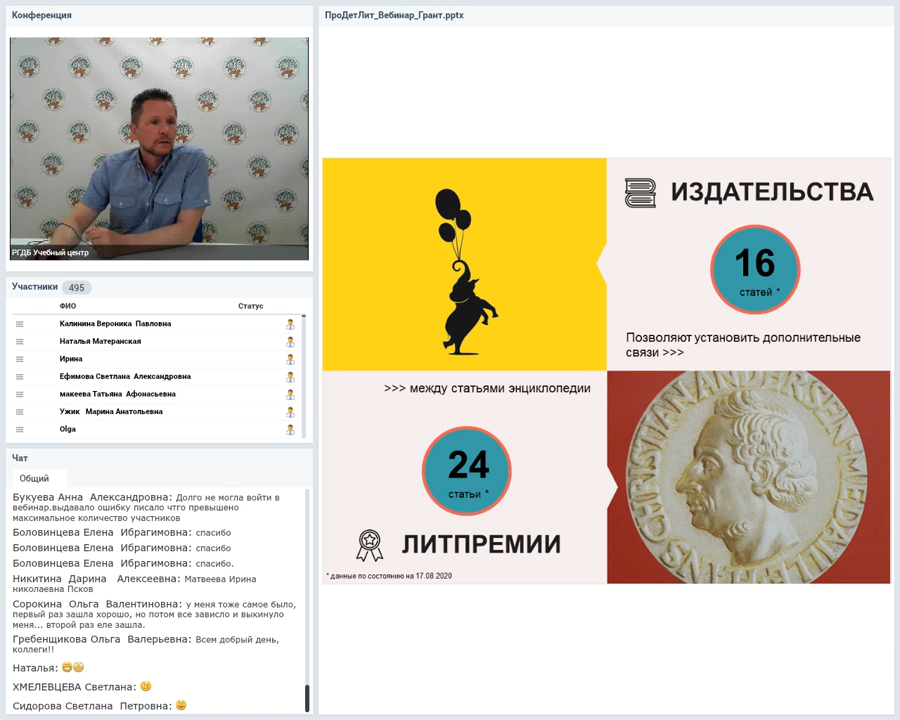 Конференция
РГДБ Учебный центр
Участники 495
ФИО Статус
Калинина Вероника Павловна
Наталья Матеранская
Ирина
Ефимова Светлана Александровна
макеева Татьяна Афонасьевна
Ужик Марина Анатольевна
Olga
Чат
Общий
Букуева Анна Александровна: Долго не могла войти в
вебинар.выдавало ошибку писало чтго превышено
максимальное количество участников
Боловинцева Елена Ибрагимовна: спасибо
Боловинцева Елена Ибрагимовна: спасибо
Боловинцева Елена Ибрагимовна: спасибо.
Никитина Дарина Алексеевна: Матвеева Ирина
николаевна Псков
Сорокина Ольга Валентиновна: у меня тоже самое было,
первый раз зашла хорошо, но потом все зависло и выкинуло
меня... второй раз еле зашла.
Гребенщикова Ольга Валерьевна: Всем добрый день,
коллеги!!
Наталья:
ХМЕЛЕВЦЕВА Светлана:
Сидорова Светлана Петровна:
ПроДетЛит_Вебинар_Грант.pptx
ИЗДАТЕЛЬСТВА
16
статей *
Позволяют установить дополнительные
связи >>>
>>> между статьями энциклопедии
24
статьи *
ЛИТПРЕМИИ
* данные по состоянию на 17.08.2020
CHRISTIAN ANDERSEN MEDAL